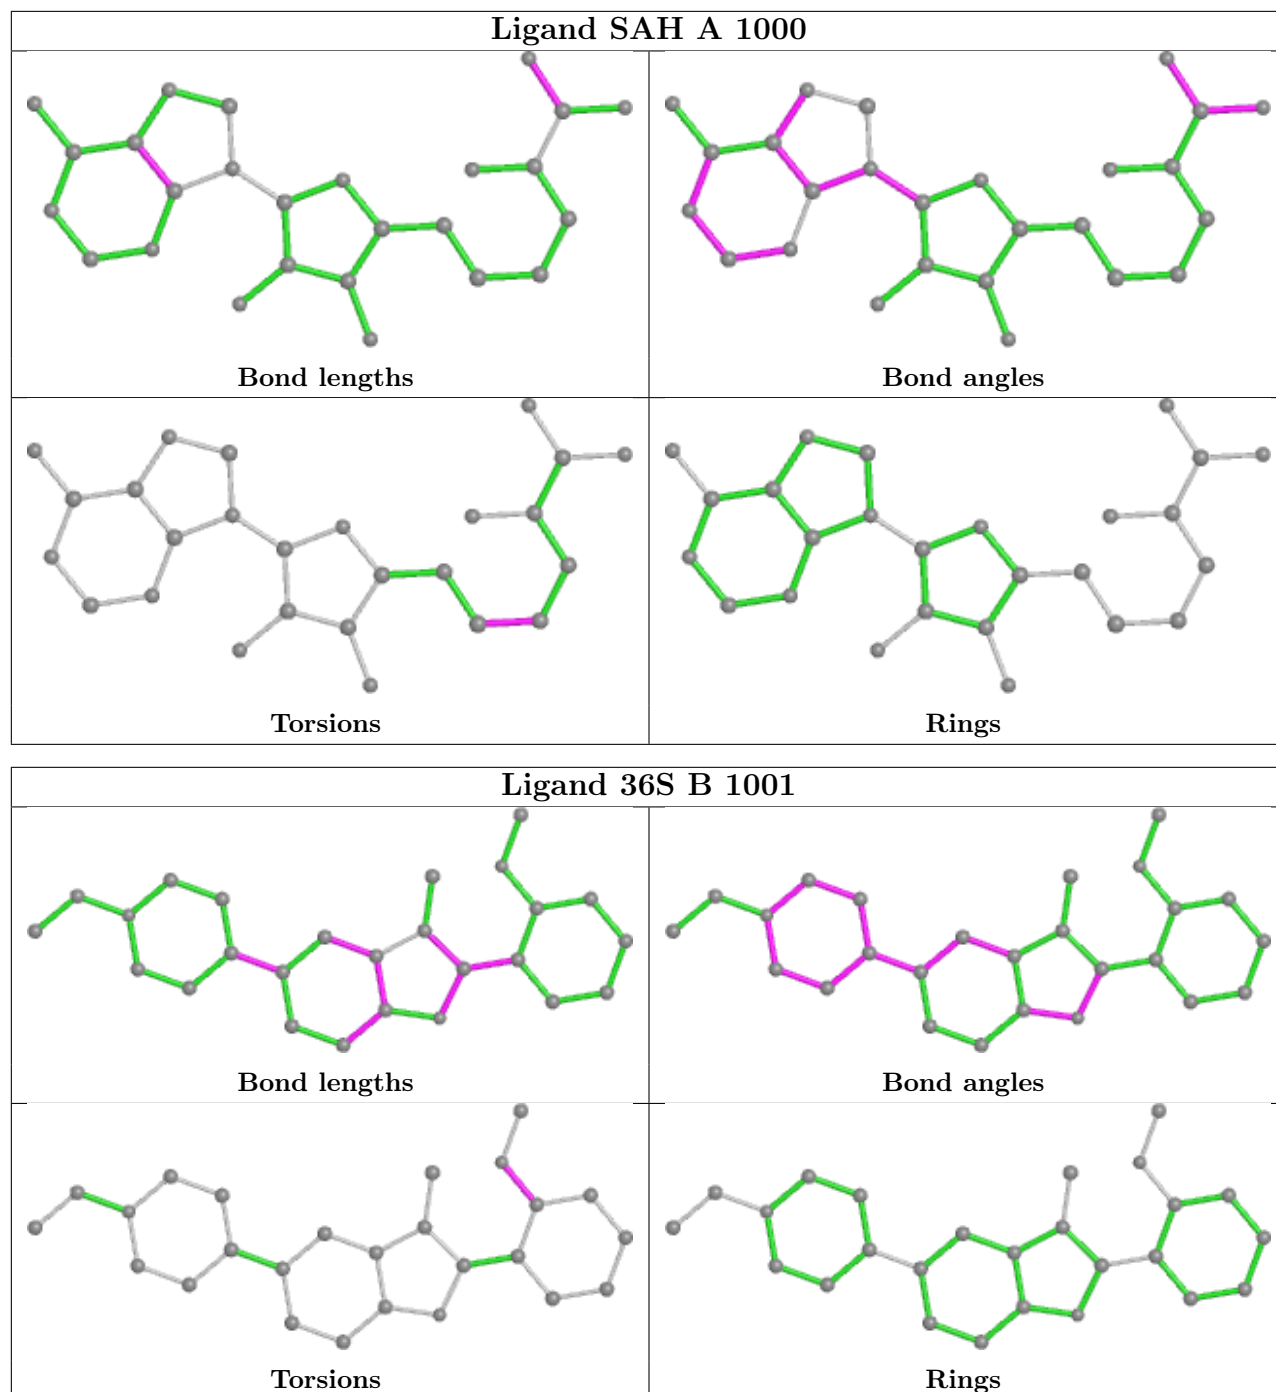 Ligand SAH A 1000
Bond lengths
Bond angles
Torsions
Rings
Ligand 36S B 1001
Bond lengths
Bond angles
Torsions
Rings